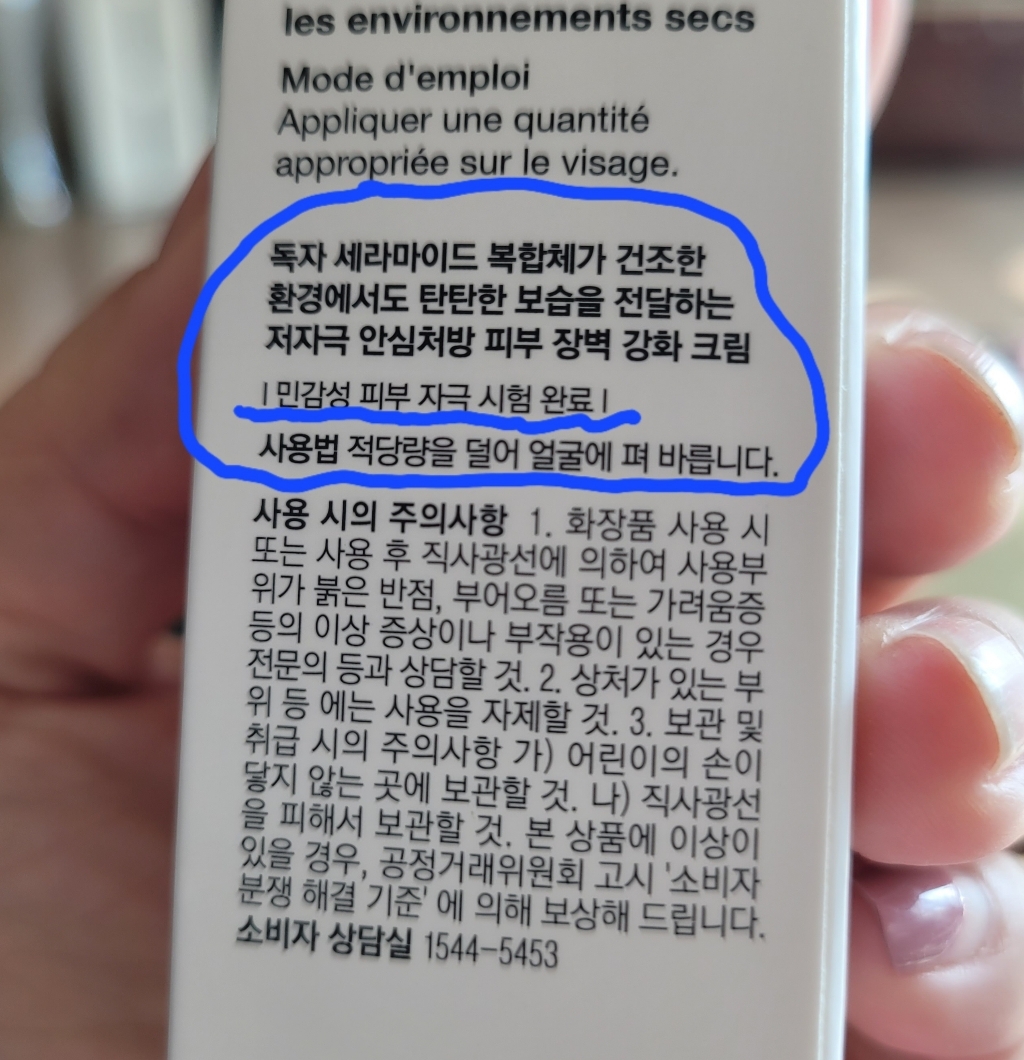 les environnements secs
Mode d'emploi
Appliquer une quantité
appropriée sur le visage.
독자 세라마이드 복합체가 건조한
환경에서도 탄탄한 보습을 전달하는
저자극 안심처방 피부 장벽 강화 크림
| 민감성 피부 자극 시험 완료 |
사용법 적당량을 덜어 얼굴에 펴 바릅니다.
사용 시의 주의사항 1. 화장품 사용 시
또는 사용 후 직사광선에 의하여 사용부
위가 붉은 반점, 부어오름 또는 가려움증
등의 이상 증상이나 부작용이 있는 경우
전문의 등과 상담할 것. 2. 상처가 있는 부
위 등 에는 사용을 자제할 것. 3. 보관 및
취급 시의 주의사항 가) 어린이의 손이
닿지 않는 곳에 보관할 것. 나) 직사광선
을 피해서 보관할 것. 본 상품에 이상이
있을 경우, 공정거래위원회 고시 '소비자
분쟁 해결 기준' 에 의해 보상해 드립니다.
소비자 상담실 1544-5453